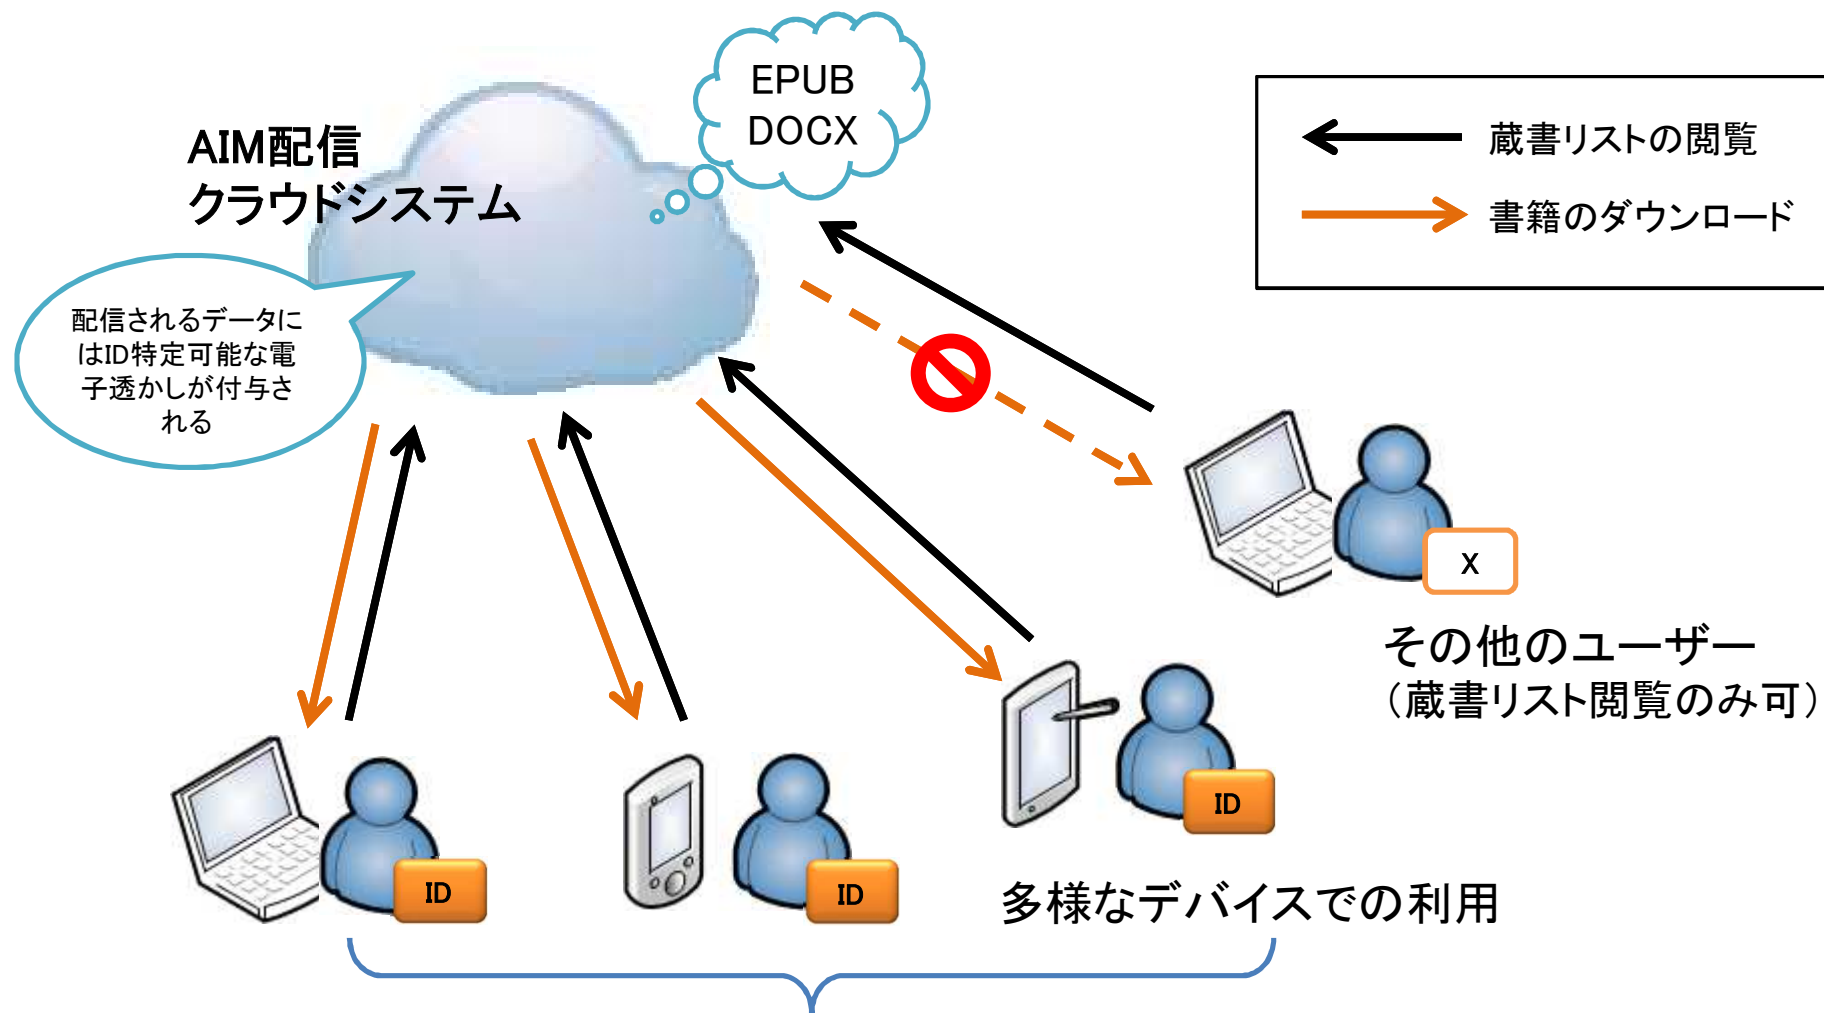 EPUB
DOCX
AIM配信
クラウドシステム
蔵書リストの閲覧
書籍のダウンロード
配信されるデータに
はID特定可能な電
子透かしが付与さ
れる
X
その他のユーザー
（蔵書リスト閲覧のみ可）
ID
ID
ID
多様なデバイスでの利用